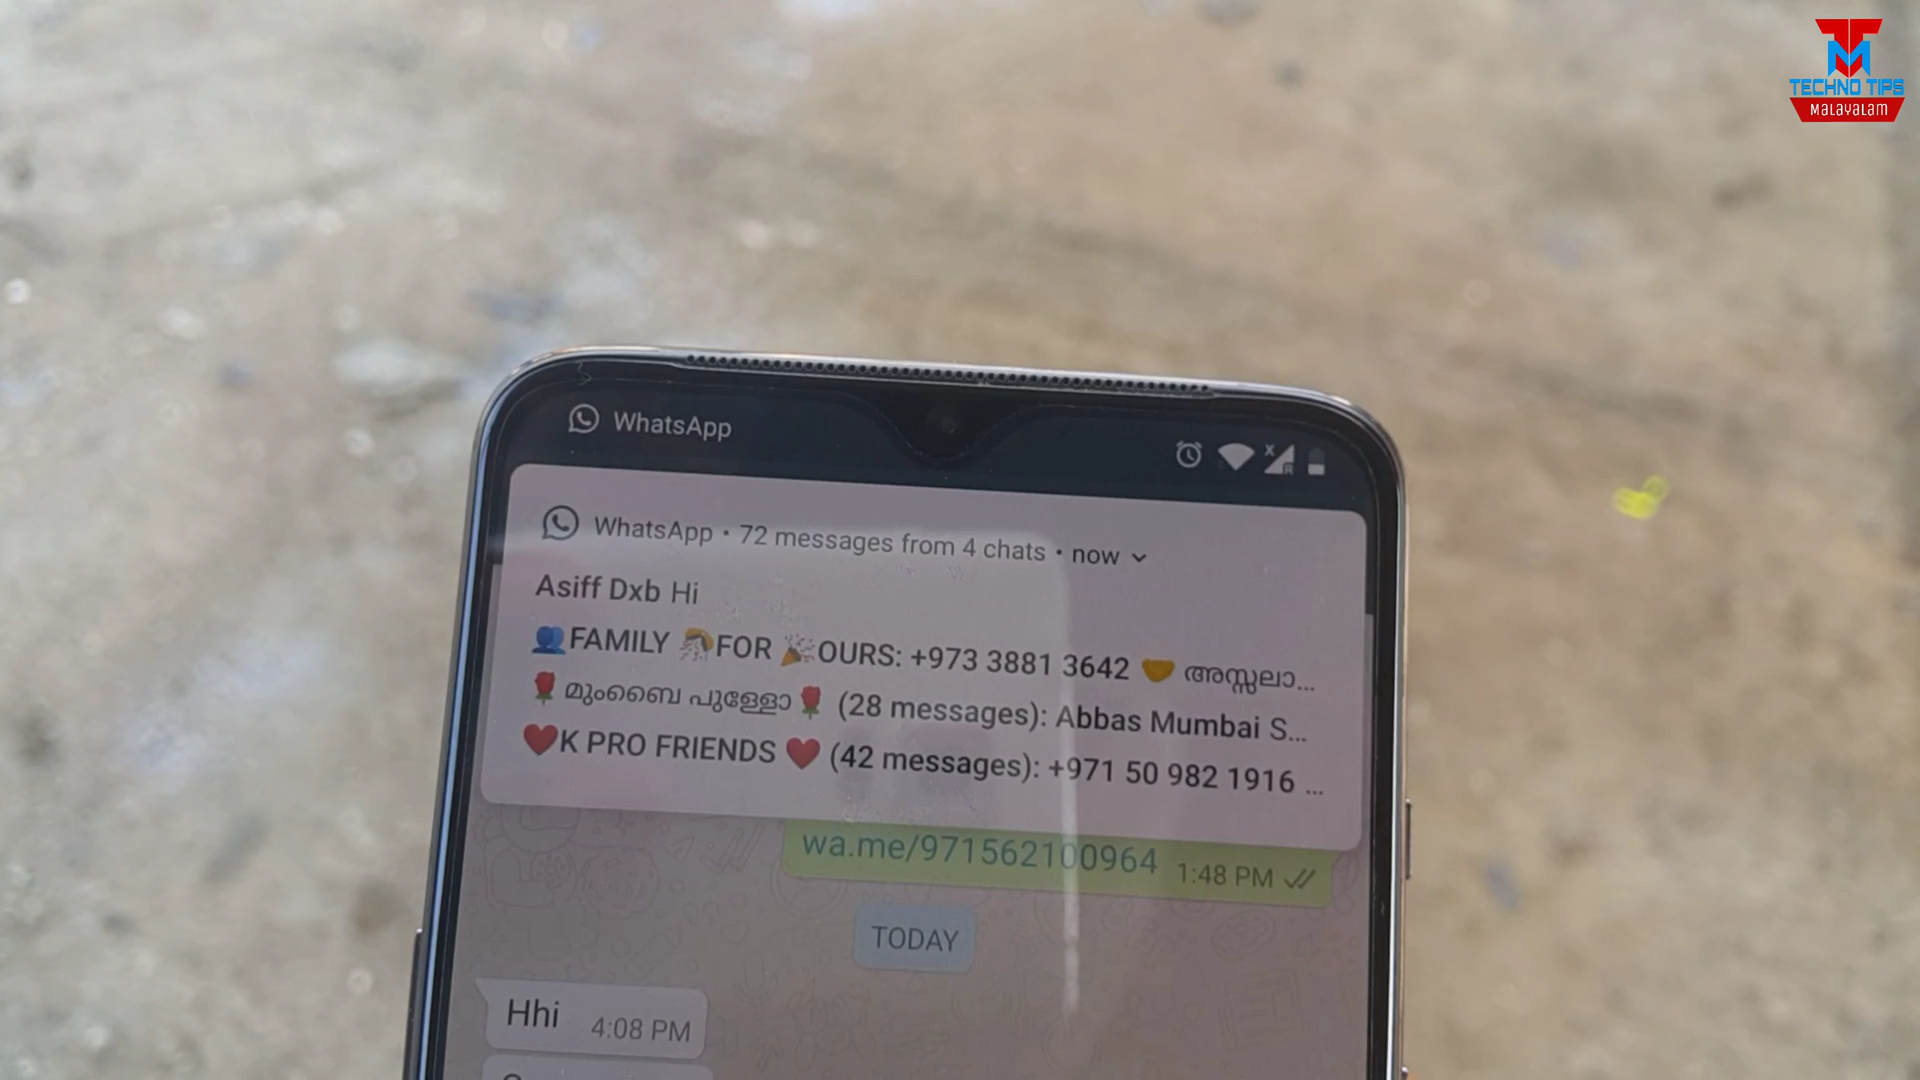 TECHNO TIPS
MALAYALAM
WhatsApp
WhatsApp • 72 messages from 4 chats • now
Asiff Dxb Hi
👥FAMILY 🎊FOR 🎉OURS: +973 3881 3642 🤝 അസ്സലാ...
🌹മുംബൈ പുള്ളോ🌹 (28 messages): Abbas Mumbai S...
❤️K PRO FRIENDS ❤️ (42 messages): +971 50 982 1916 ...
wa.me/971562100964 1:48 PM
TODAY
Hhi 4:08 PM